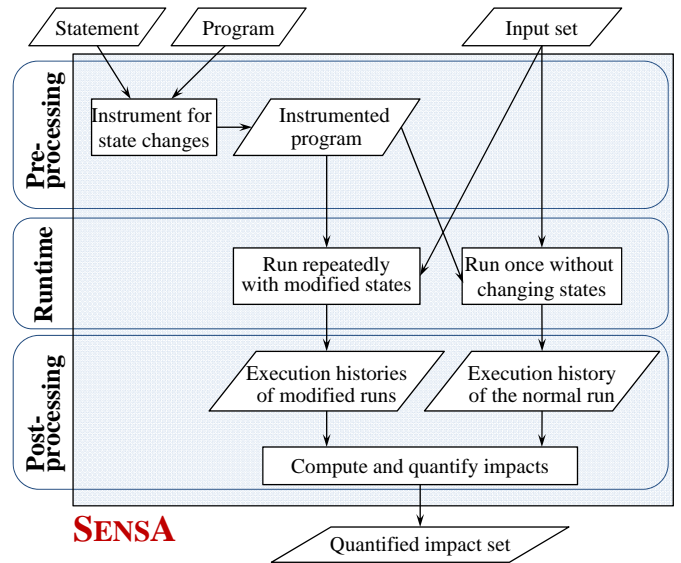 Statement
Program
Input set
Pre-
processing
Instrument for
state changes
Instrumented
program
Runtime
Run repeatedly
with modified states
Run once without
changing states
Post-
processing
Execution histories
of modified runs
Execution history
of the normal run
Compute and quantify impacts
SENSA
Quantified impact set